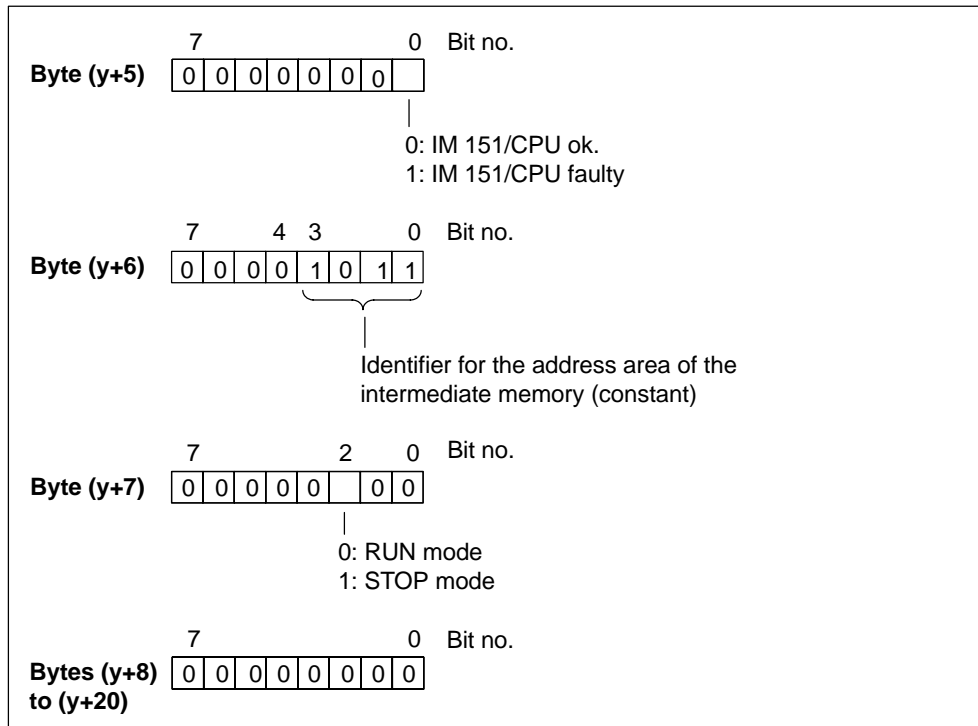 7 0 Bit no.
Byte (y+5) 0 0 0 0 0 0 0
0: IM 151/CPU ok.
1: IM 151/CPU faulty
7 4 3 0 Bit no.
Byte (y+6) 0 0 0 0 1 0 1 1
Identifier for the address area of the
intermediate memory (constant)
7 2 0 Bit no.
Byte (y+7) 0 0 0 0 0 0 0
0: RUN mode
1: STOP mode
7 0 Bit no.
Bytes (y+8) 0 0 0 0 0 0 0 0
to (y+20)